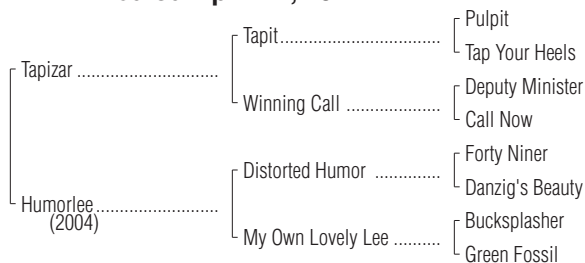 Pulpit
Tapit
Tap Your Heels
Tapizar
Deputy Minister
Winning Call
Call Now
Forty Niner
Distorted Humor
Danzig's Beauty
Humorlee
(2004)
Bucksplasher
My Own Lovely Lee
Green Fossil